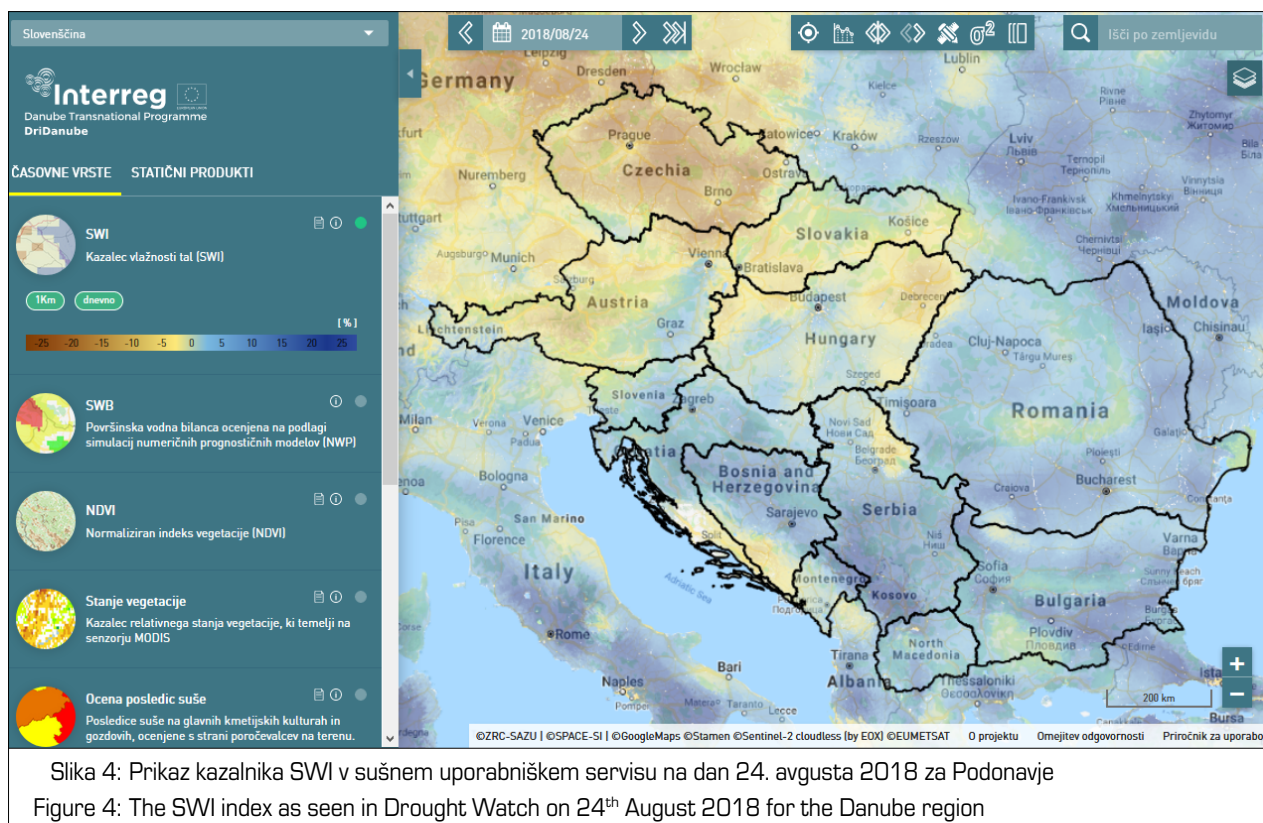 Slovenščina
2018/08/24
Išči po zemljevidu
Interreg
Danube Transnational Programme
DriDanube
ČASOVNE VRSTE STATIČNI PRODUKTI
SWI
Kazalec vlažnosti tal (SWI)
1Km dnevno
[ % ]
-25 -20 -15 -10 -5 0 5 10 15 20 25
SWB
Površinska vodna bilanca ocenjena na podlagi
simulacij numeričnih prognostičnih modelov (NWP)
NDVI
Normaliziran indeks vegetacije (NDVI)
Stanje vegetacije
Kazalec relativnega stanja vegetacije, ki temelji na
senzorju MODIS
Ocena posledic suše
Posledice suše na glavnih kmetijskih kulturah in
gozdovih, ocenjene s strani poročevalcev na terenu.
σ²
Leipzig
Dresden
Wrocław
Lublin
Germany
Kielce
Rivne
Рівне
Zhytomyr
Житомир
Prague
Katowice
Kraków
Rzeszow
Lviv
Львів
Czechia
Ostrava
Ternopil
Тернопіль
Nuremberg
Brno
Vinnytsia
Вінниця
Ivano-Frankivsk
Івано-Франківськ
Khmelnytskyi
Хмельницький
Košice
Slovakia
Chernivtsi
Чернівці
Augsburg
Munich
Vienna
Bratislava
Salzburg
Budapest
Debrecen
Austria
Moldova
Liechtenstein
Graz
Hungary
Oradea
Cluj-Napoca
Iași
Chisinau
Târgu Mureș
Szeged
Slovenia
Zagreb
Timișoara
Romania
Milan
Verona
Venice
Trieste
Padua
Novi Sad
Нови Сад
Galați
Croatia
Belgrade
Београд
Ploiești
Bologna
Bosnia and
Herzegovina
Bucharest
Craiova
Constanța
Sarajevo
Serbia
Pisa
San Marino
Florence
Split
Niš
Ниш
Varna
Варна
Italy
Montenegro
Sofia
София
Sunny Beach
Слънчев бряг
Adriatic Sea
Kosovo
Bulgaria
Burgas
Plovdiv
Пловдив
Edirne
Rome
North
Macedonia
Tirana
Bari
Albania
Naples
Thessaloniki
Θεσσαλονίκη
200 km
Matera
Taranto
Lecce
Bursa
©ZRC-SAZU | ©SPACE-SI | ©GoogleMaps ©Stamen ©Sentinel-2 cloudless (by EOX) ©EUMETSAT O projektu Omejitev odgovornosti Priročnik za uporabo
Slika 4: Prikaz kazalnika SWI v sušnem uporabniškem servisu na dan 24. avgusta 2018 za Podonavje
Figure 4: The SWI index as seen in Drought Watch on 24th August 2018 for the Danube region